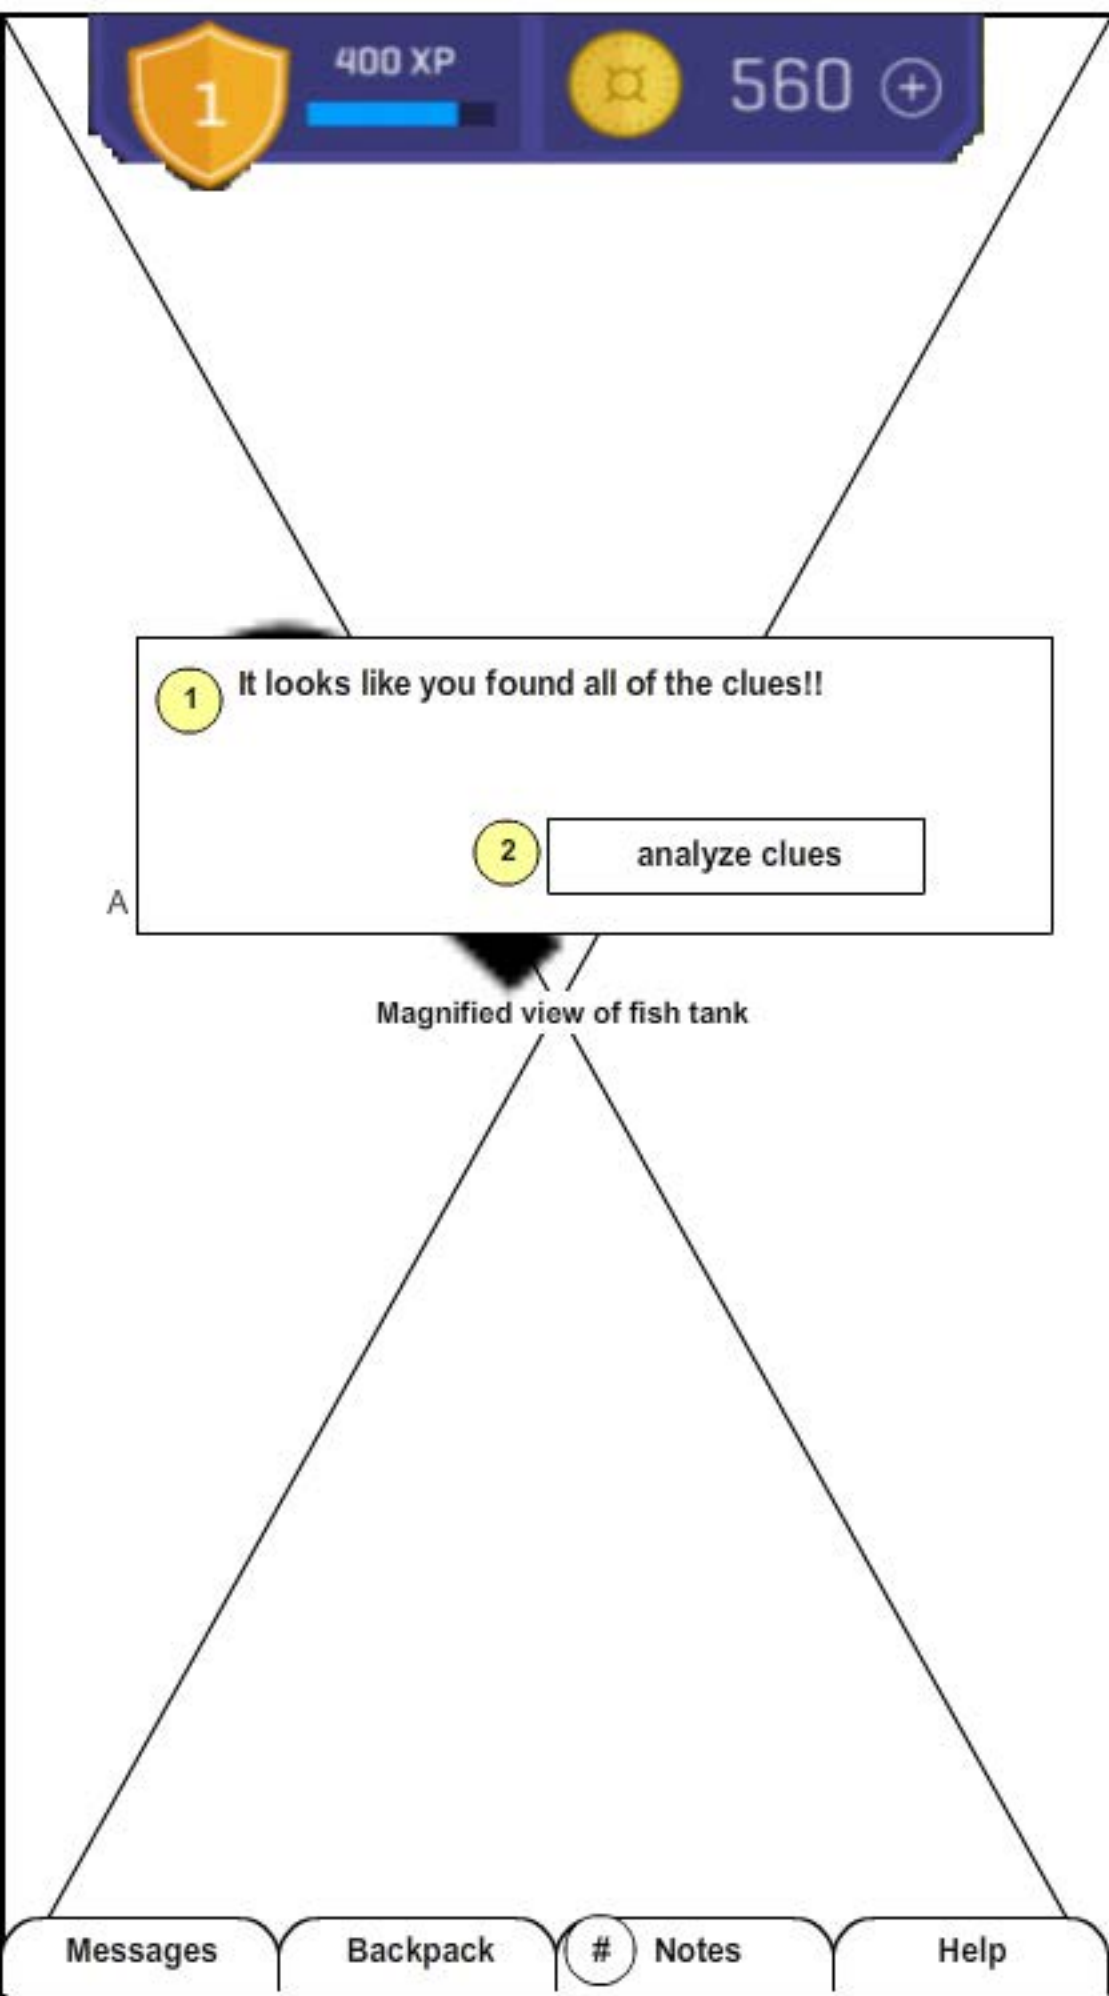 1
400 XP
560 +
1 It looks like you found all of the clues!!
2 analyze clues
A
Magnified view of fish tank
Messages Backpack # Notes Help